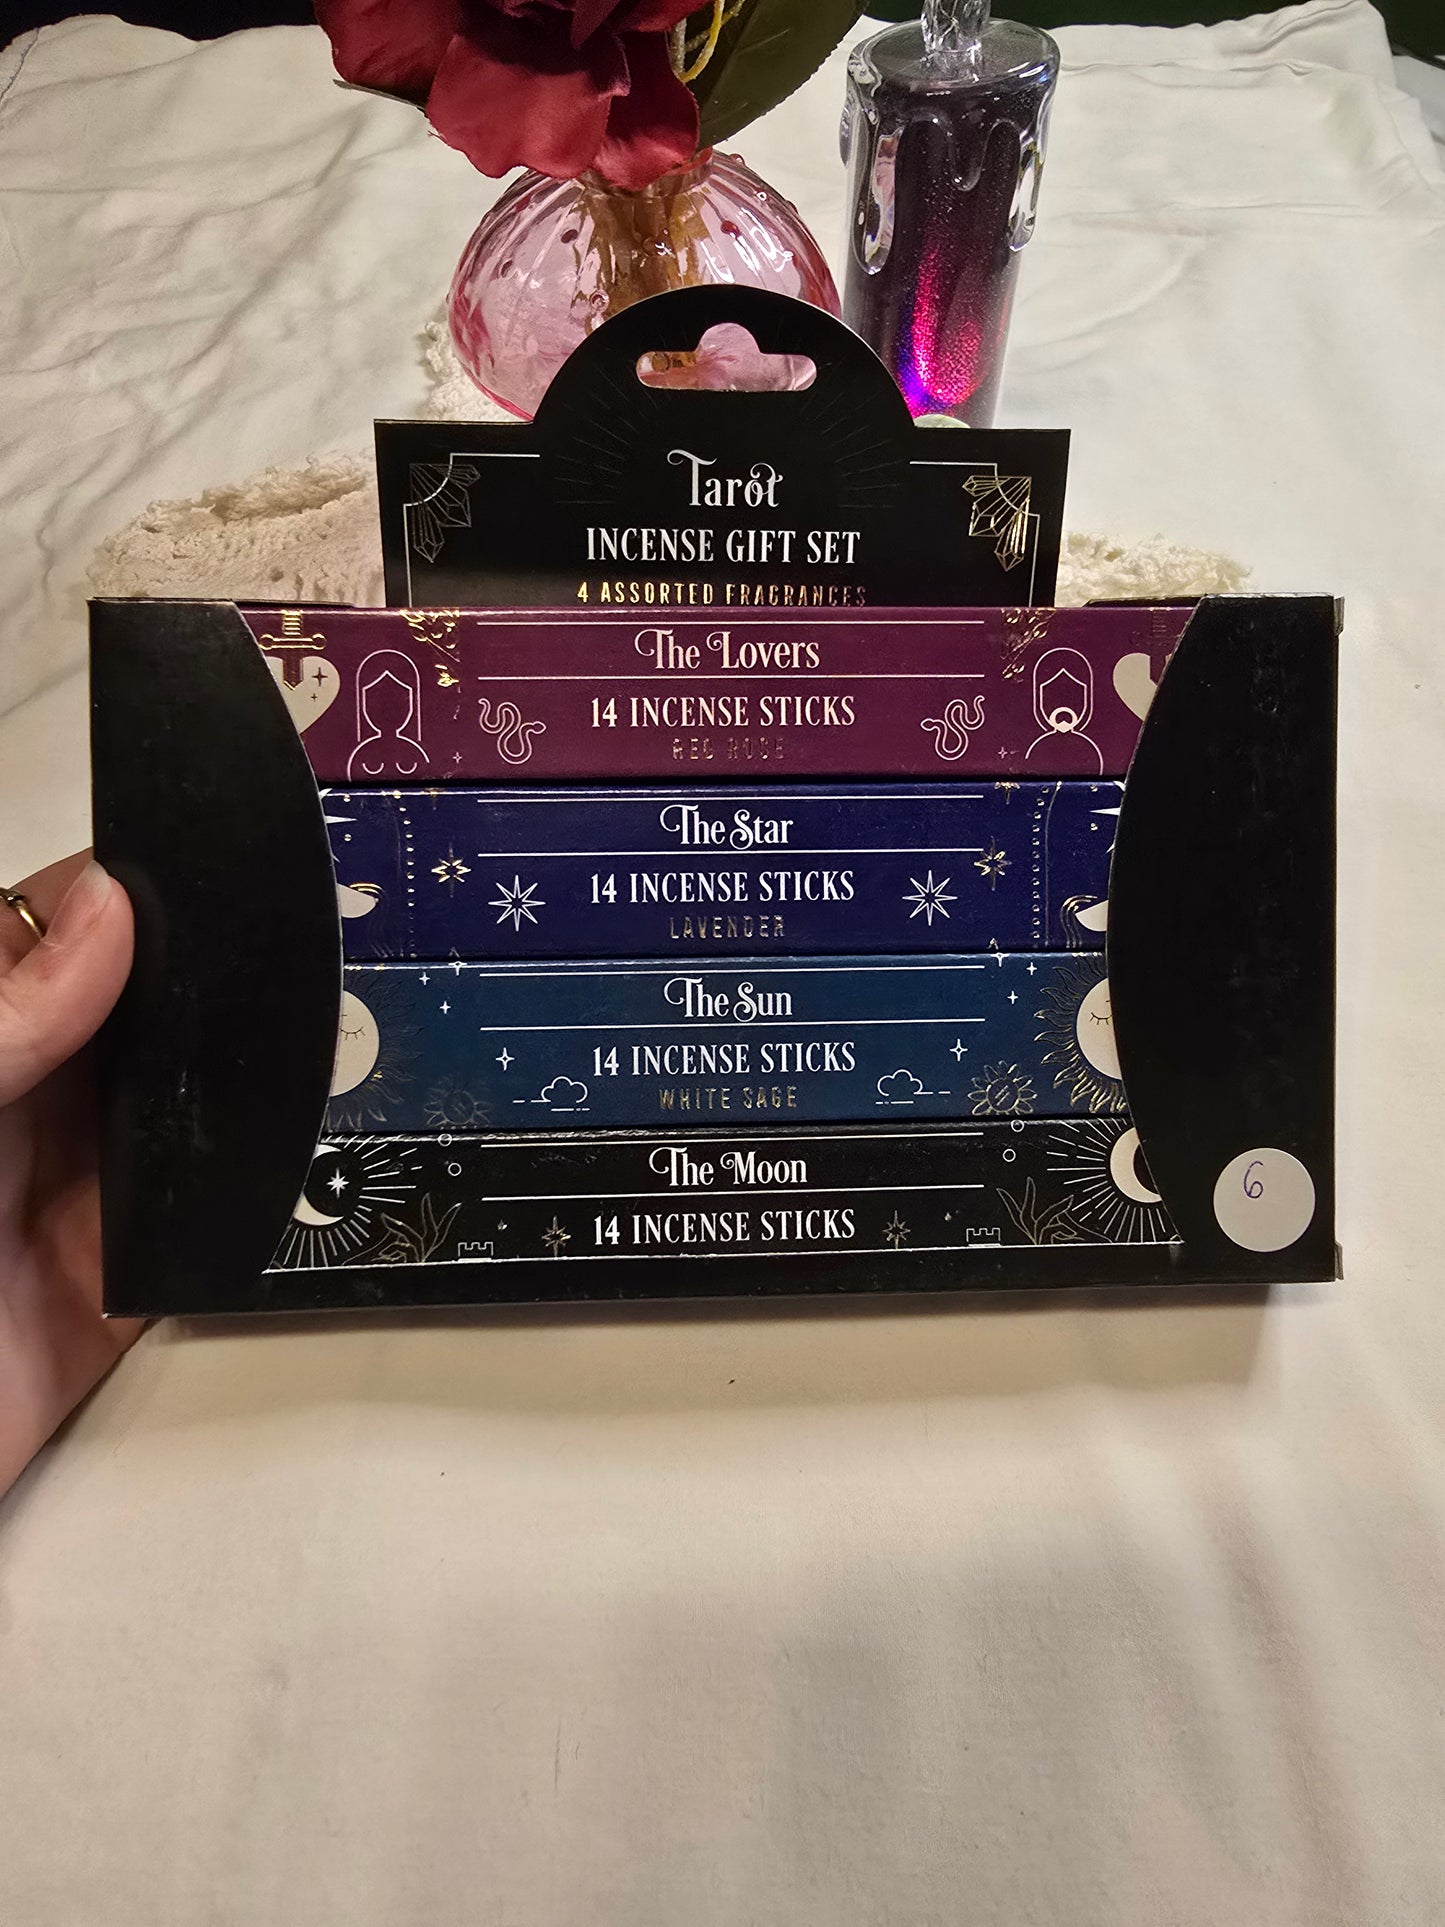 Tarot
INCENSE GIFT SET
4 ASSORTED FRAGRANCES
The Lovers
14 INCENSE STICKS
RED ROSE
The Star
14 INCENSE STICKS
LAVENDER
The Sun
14 INCENSE STICKS
WHITE SAGE
The Moon
14 INCENSE STICKS
6